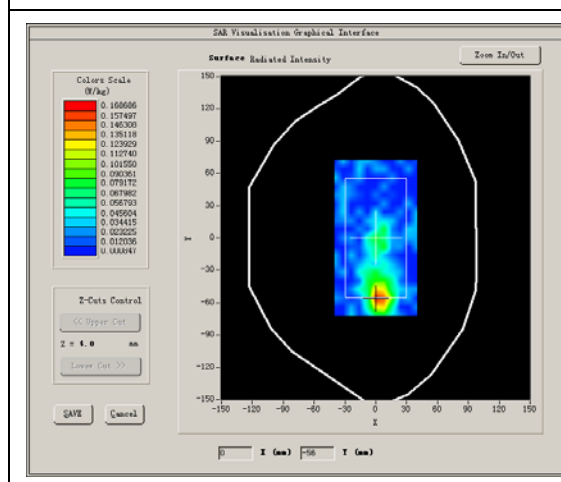 SAR Visualisation Graphical Interface
Surface Radiated Intensity
Zoom In/Out
Colors Scale
(W/kg)
0.168686
0.157497
0.146308
0.135118
0.123929
0.112740
0.101550
0.090361
0.079172
0.067982
0.056793
0.045604
0.034415
0.023225
0.012036
0.000847
150
120
90
60
30
0
-30
-60
-90
-120
-150
Y
-150 -120 -90 -60 -30 0 30 60 90 120 150
X
Z-Cuts Control
<< Upper Cut
Z = 4.0 mm
Lower Cut >>
SAVE Cancel
0 X (mm) -56 Y (mm)